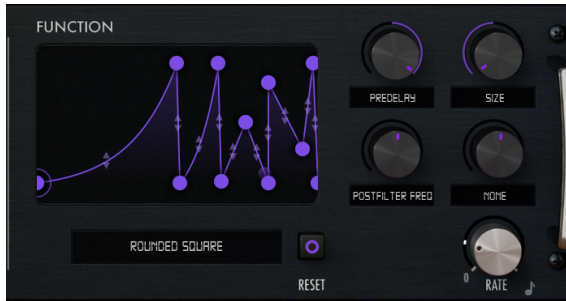 FUNCTION
PREDELAY
SIZE
POSTFILTER FREQ
NONE
ROUNDED SQUARE
RESET
0
RATE